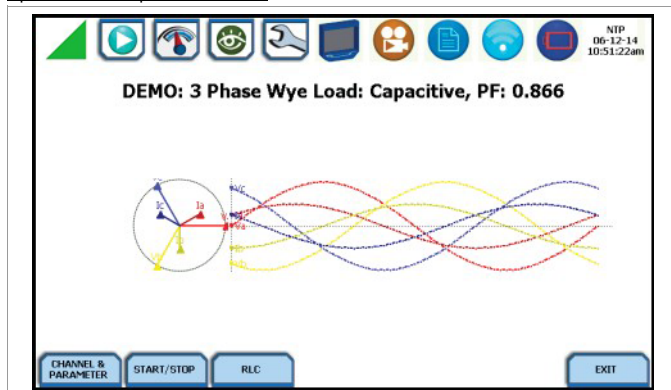 NTP
06-12-14
10:51:22am
DEMO: 3 Phase Wye Load: Capacitive, PF: 0.866
Vc
Ic
Ia
Va
CHANNEL &
PARAMETER
START/STOP
RLC
EXIT